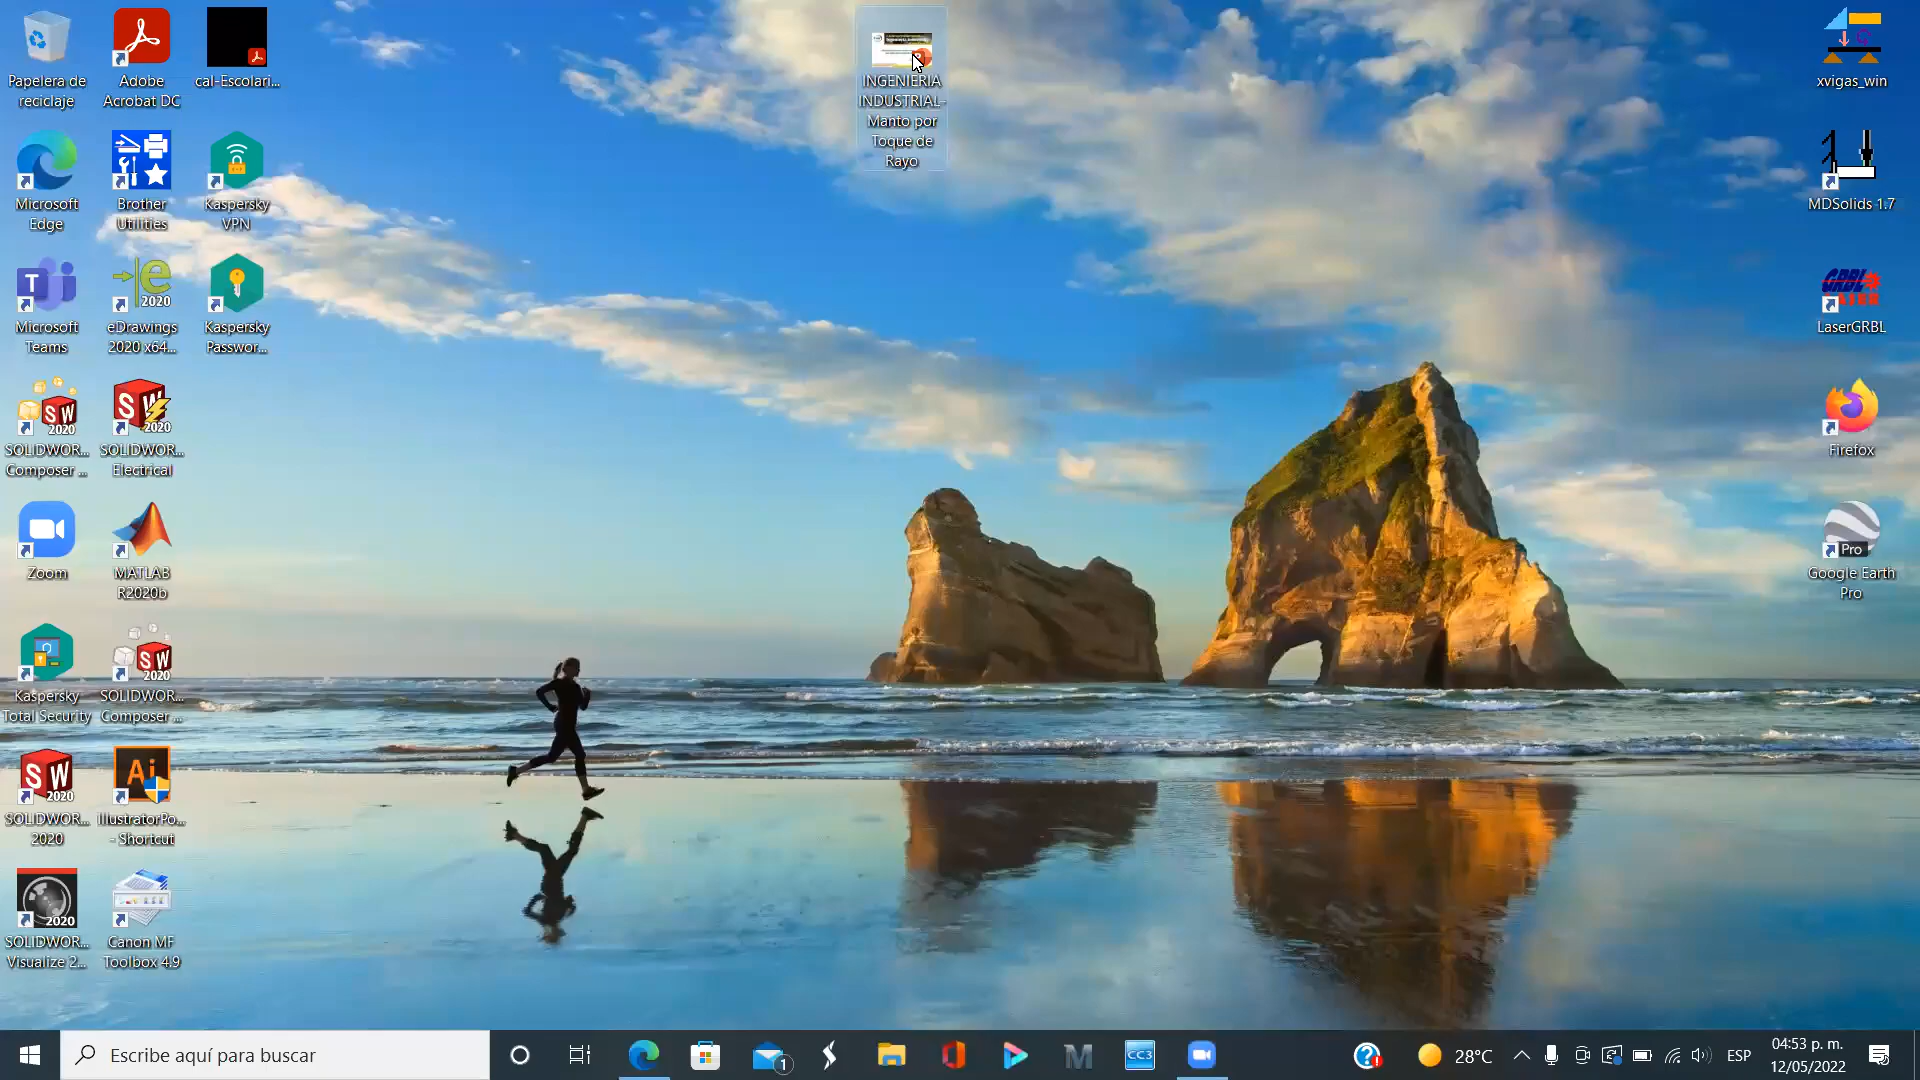 Papelera de
reciclaje
Adobe
Acrobat DC
cal-Escolari...
Microsoft
Edge
Brother
Utilities
Kaspersky
VPN
T
Microsoft
Teams
2020
eDrawings
2020 x64...
Kaspersky
Passwor...
SW
2020
SOLIDWOR...
Composer ...
SW
2020
SOLIDWOR...
Electrical
Zoom
MATLAB
R2020b
Kaspersky
Total Security
SW
2020
SOLIDWOR...
Composer ...
SW
2020
SOLIDWOR...
2020
Ai
IllustratorPo...
- Shortcut
2020
SOLIDWOR...
Visualize 2...
Canon MF
Toolbox 4.9
INGENIERIA
INDUSTRIAL-
Manto por
Toque de
Rayo
xvigas_win
MDSolids 1.7
GRBL
LASER
LaserGRBL
Firefox
Pro
Google Earth
Pro
Escribe aquí para buscar
1
CC3
28°C
ESP
04:53 p. m.
12/05/2022